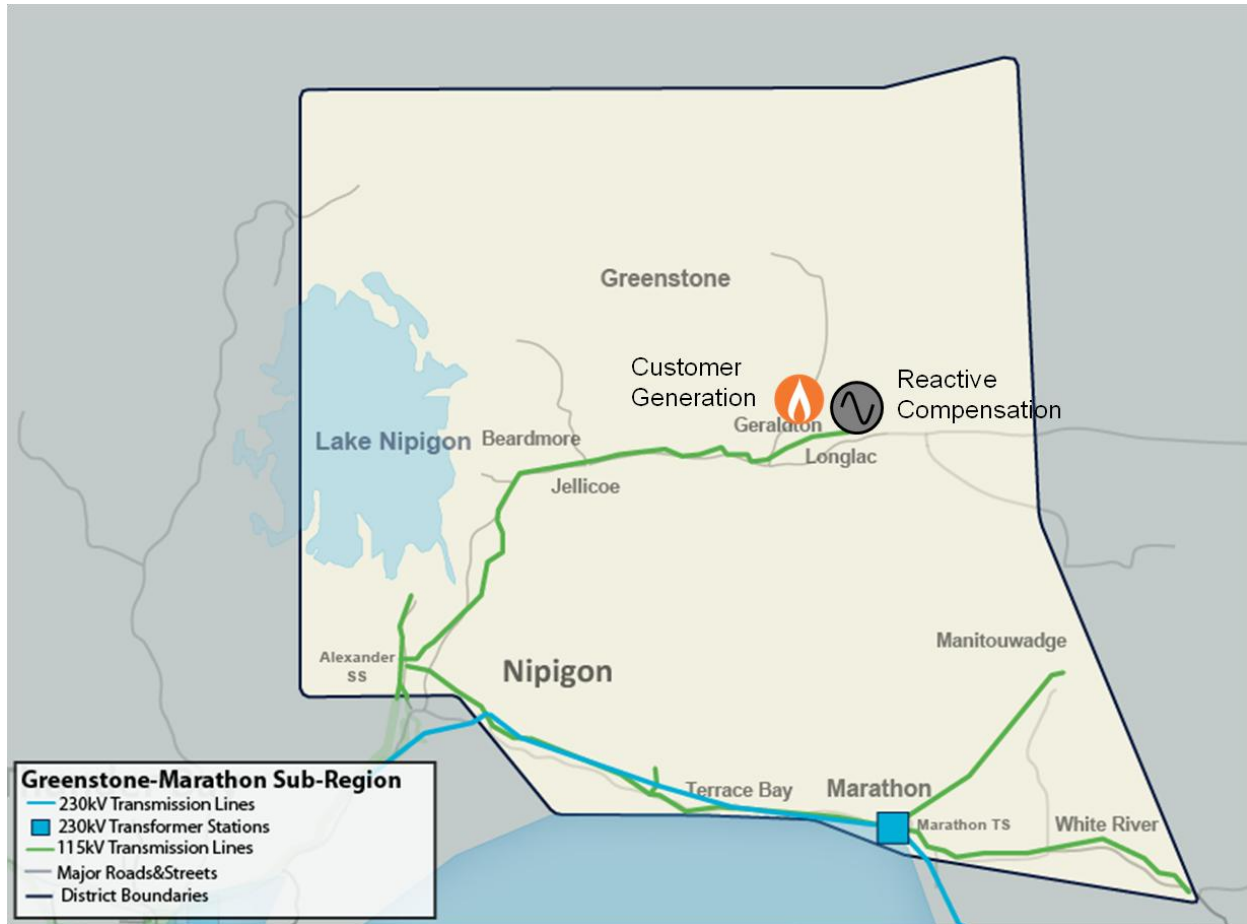 Greenstone
Customer
Generation
Reactive
Compensation
Geraldton
Lake Nipigon
Beardmore
Longlac
Jellicoe
Manitouwadge
Alexander
SS
Nipigon
Terrace Bay
Marathon
Marathon TS
White River
Greenstone-Marathon Sub-Region
230kV Transmission Lines
230kV Transformer Stations
115kV Transmission Lines
Major Roads&Streets
District Boundaries